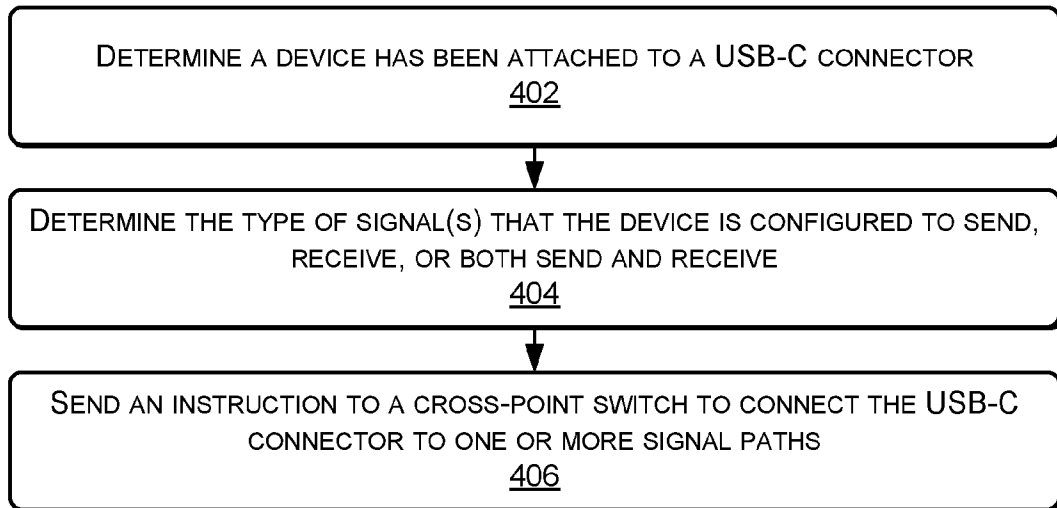 DETERMINE A DEVICE HAS BEEN ATTACHED TO A USB-C CONNECTOR
402
DETERMINE THE TYPE OF SIGNAL(S) THAT THE DEVICE IS CONFIGURED TO SEND,
RECEIVE, OR BOTH SEND AND RECEIVE
404
SEND AN INSTRUCTION TO A CROSS-POINT SWITCH TO CONNECT THE USB-C
CONNECTOR TO ONE OR MORE SIGNAL PATHS
406